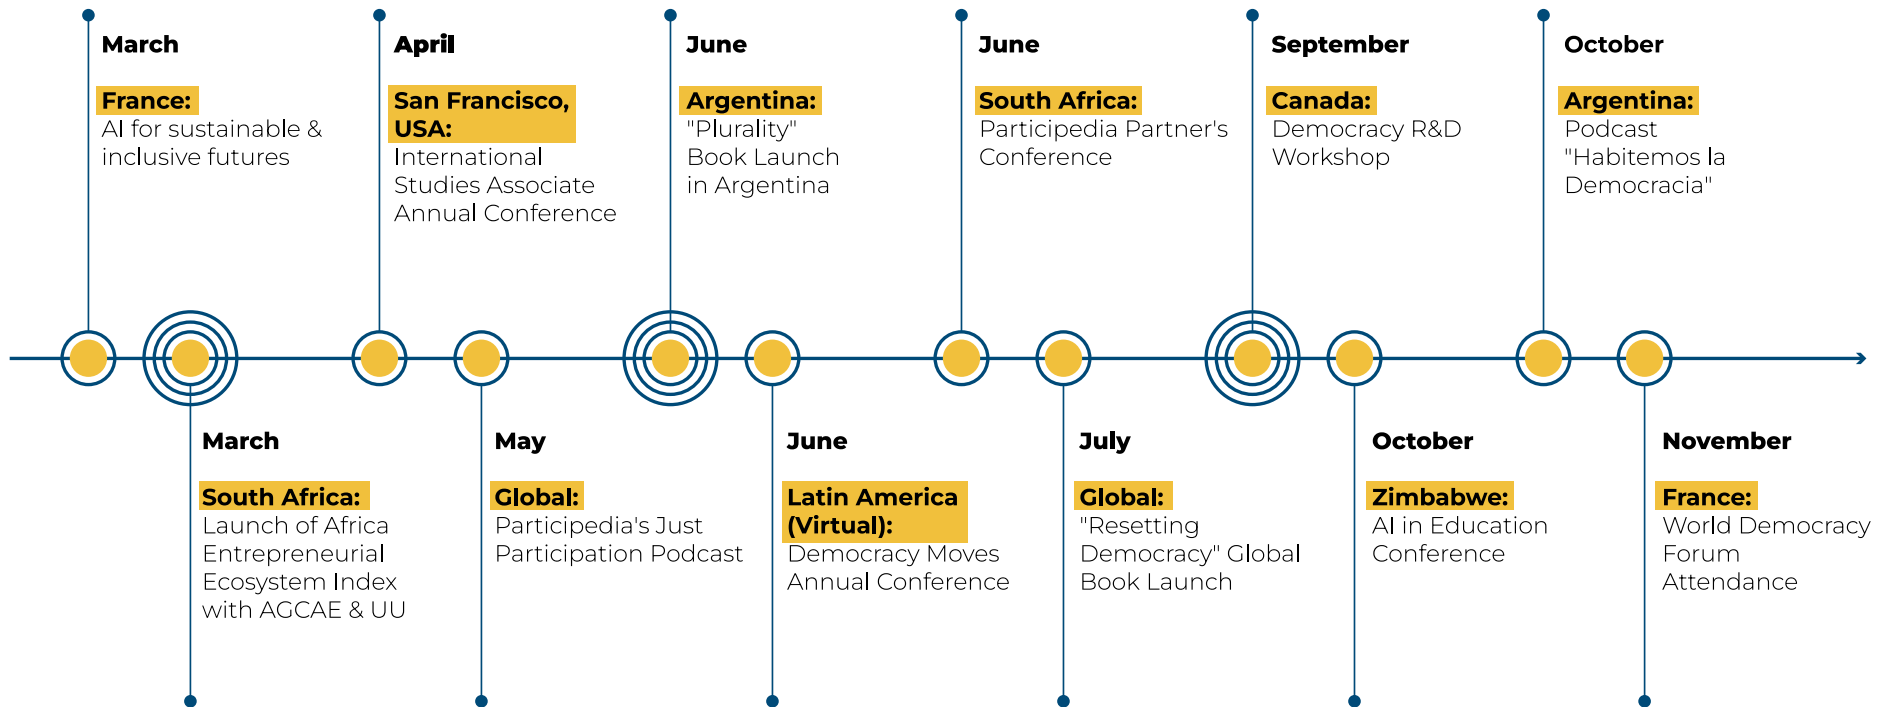 March
France:
AI for sustainable &
inclusive futures
April
San Francisco,
USA:
International
Studies Associate
Annual Conference
June
Argentina:
"Plurality"
Book Launch
in Argentina
June
South Africa:
Participedia Partner's
Conference
September
Canada:
Democracy R&D
Workshop
October
Argentina:
Podcast
"Habitemos la
Democracia"
March
South Africa:
Launch of Africa
Entrepreneurial
Ecosystem Index
with AGCAE & UU
May
Global:
Participedia's Just
Participation Podcast
June
Latin America
(Virtual):
Democracy Moves
Annual Conference
July
Global:
"Resetting
Democracy" Global
Book Launch
October
Zimbabwe:
AI in Education
Conference
November
France:
World Democracy
Forum
Attendance